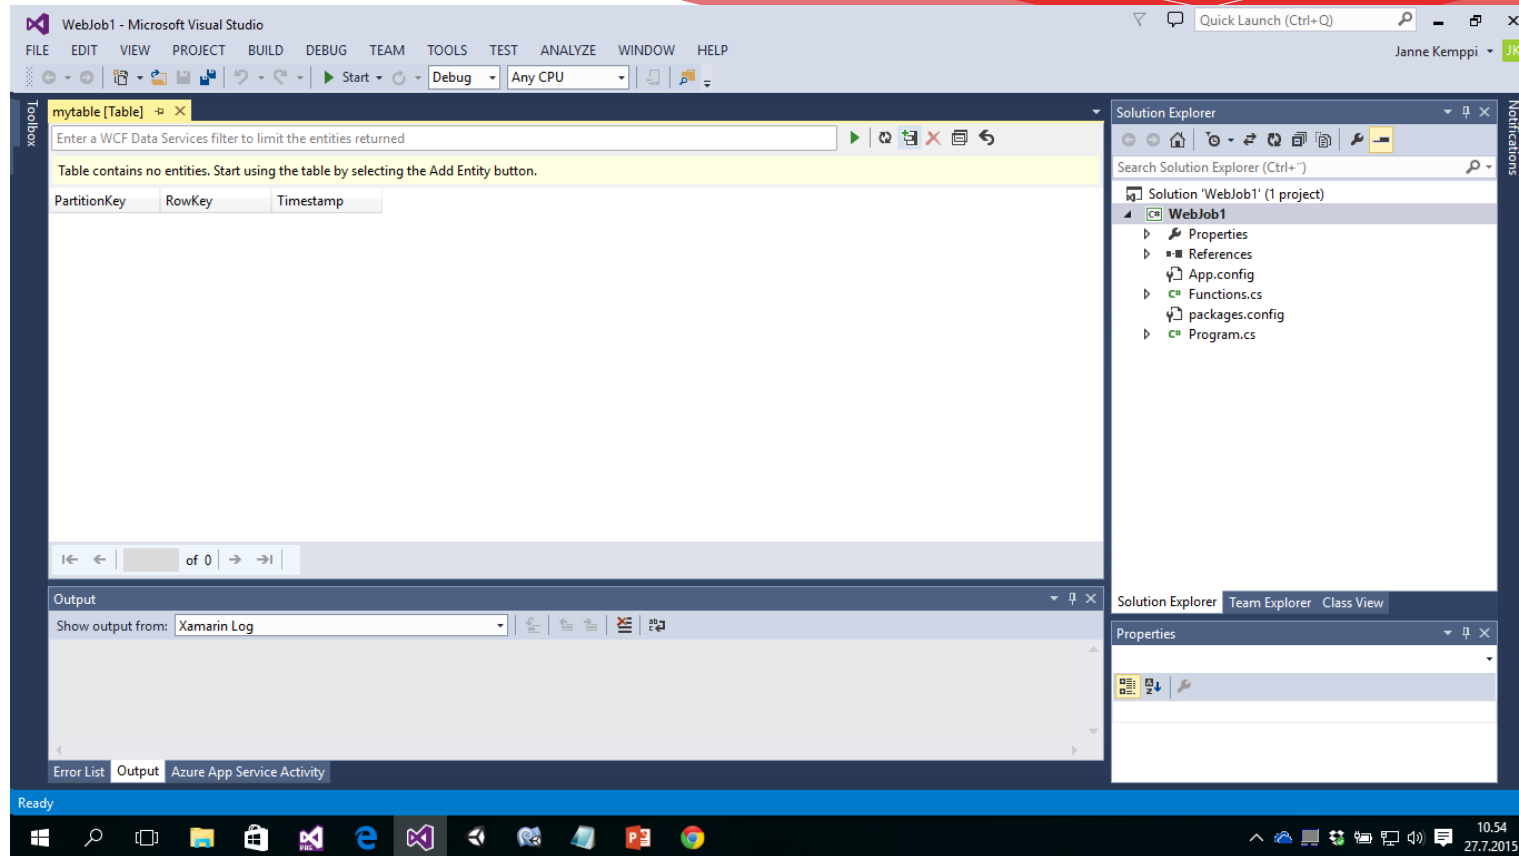 WebJob1 - Microsoft Visual Studio
Quick Launch (Ctrl+Q)
FILE EDIT VIEW PROJECT BUILD DEBUG TEAM TOOLS TEST ANALYZE WINDOW HELP
Janne Kemppi JK
Start Debug Any CPU
Toolbox
mytable [Table]
Enter a WCF Data Services filter to limit the entities returned
Table contains no entities. Start using the table by selecting the Add Entity button.
PartitionKey RowKey Timestamp
of 0
Output
Show output from: Xamarin Log
Error List Output Azure App Service Activity
Solution Explorer
Search Solution Explorer (Ctrl+¨)
Solution 'WebJob1' (1 project)
C# WebJob1
Properties
References
App.config
C# Functions.cs
packages.config
C# Program.cs
Solution Explorer Team Explorer Class View
Properties
Notifications
Ready
10.54
27.7.2015